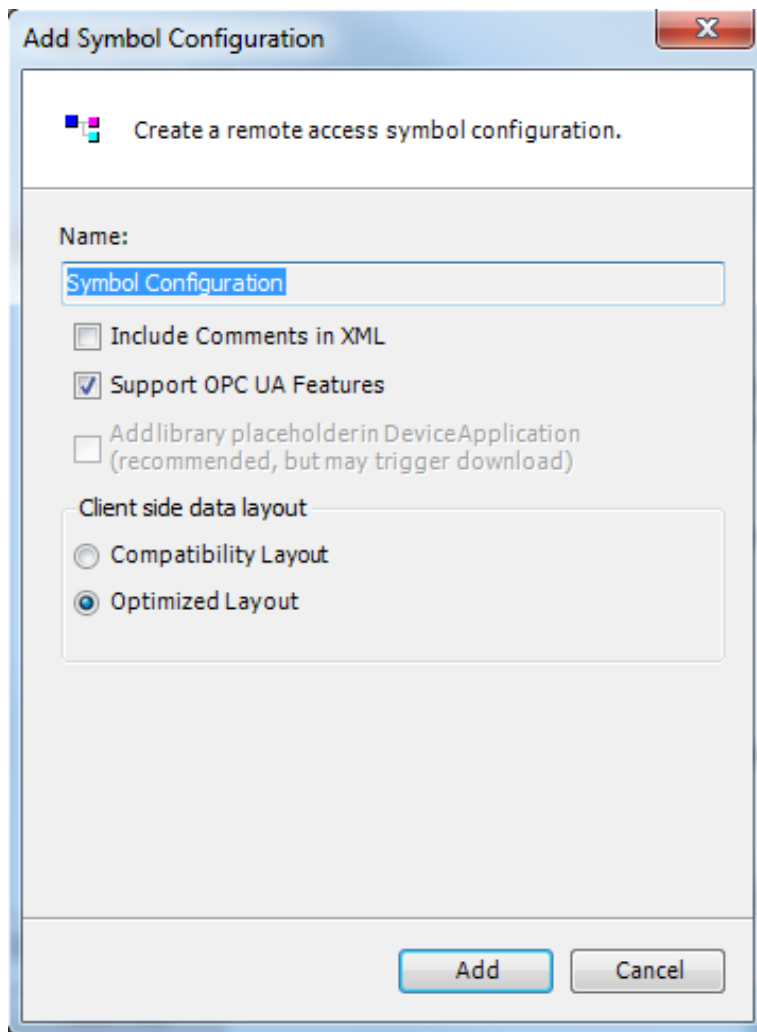 Add Symbol Configuration
Create a remote access symbol configuration.
Name:
Symbol Configuration
Include Comments in XML
Support OPC UA Features
Add library placeholder in Device Application
(recommended, but may trigger download)
Client side data layout
Compatibility Layout
Optimized Layout
Add
Cancel